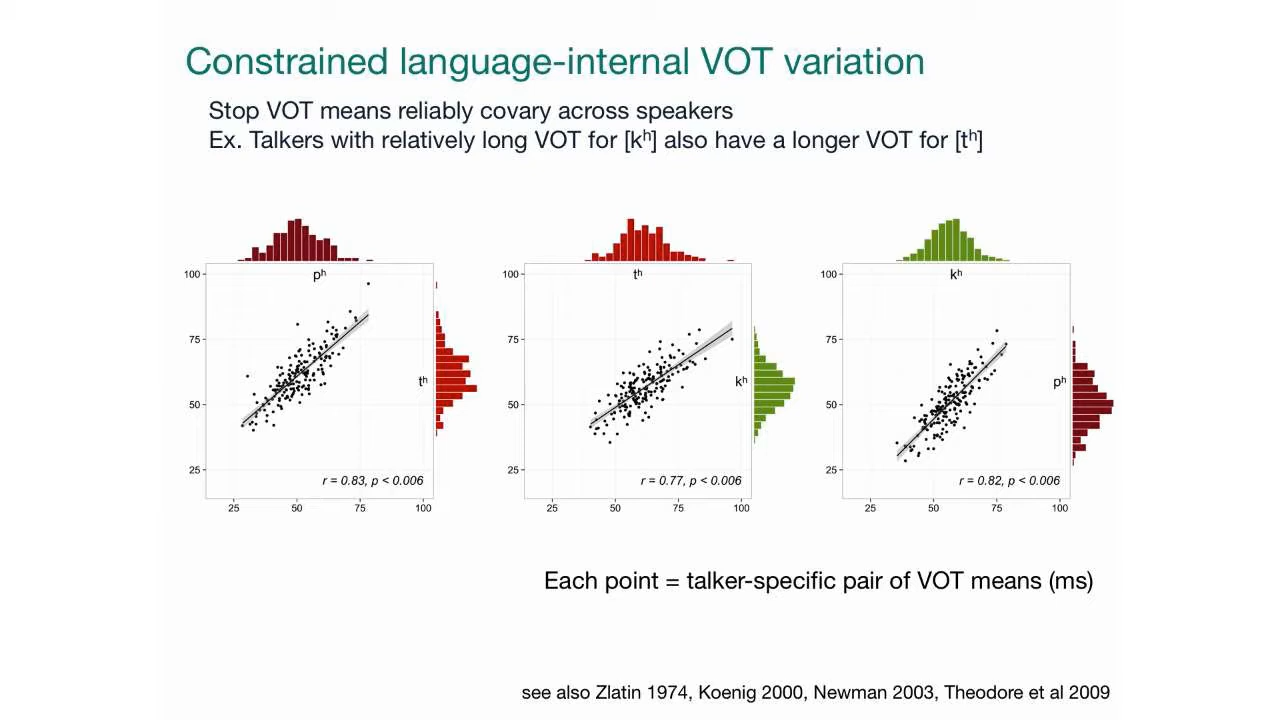 Constrained language-internal VOT variation
Stop VOT means reliably covary across speakers
Ex. Talkers with relatively long VOT for [kʰ] also have a longer VOT for [tʰ]
pʰ
100
75
50
25
tʰ
r = 0.83, p < 0.006
25 50 75 100
tʰ
100
75
50
25
kʰ
r = 0.77, p < 0.006
25 50 75 100
kʰ
100
75
50
25
pʰ
r = 0.82, p < 0.006
25 50 75 100
Each point = talker-specific pair of VOT means (ms)
see also Zlatin 1974, Koenig 2000, Newman 2003, Theodore et al 2009